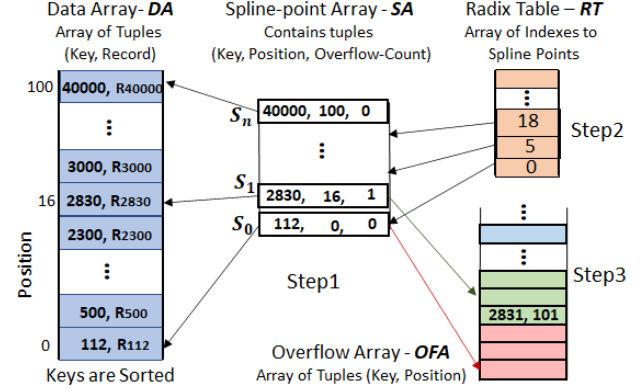 Data Array - DA
Array of Tuples
(Key, Record)
Spline-point Array - SA
Contains tuples
(Key, Position, Overflow-Count)
Radix Table – RT
Array of Indexes to
Spline Points
100
40000, R40000
⋮
3000, R3000
16
2830, R2830
2300, R2300
⋮
500, R500
0
112, R112
Position
Keys are Sorted
Sn
40000, 100, 0
⋮
S1
2830, 16, 1
S0
112, 0, 0
Step1
⋮
18
5
0
Step2
⋮
⋮
Step3
2831, 101
Overflow Array - OFA
Array of Tuples (Key, Position)